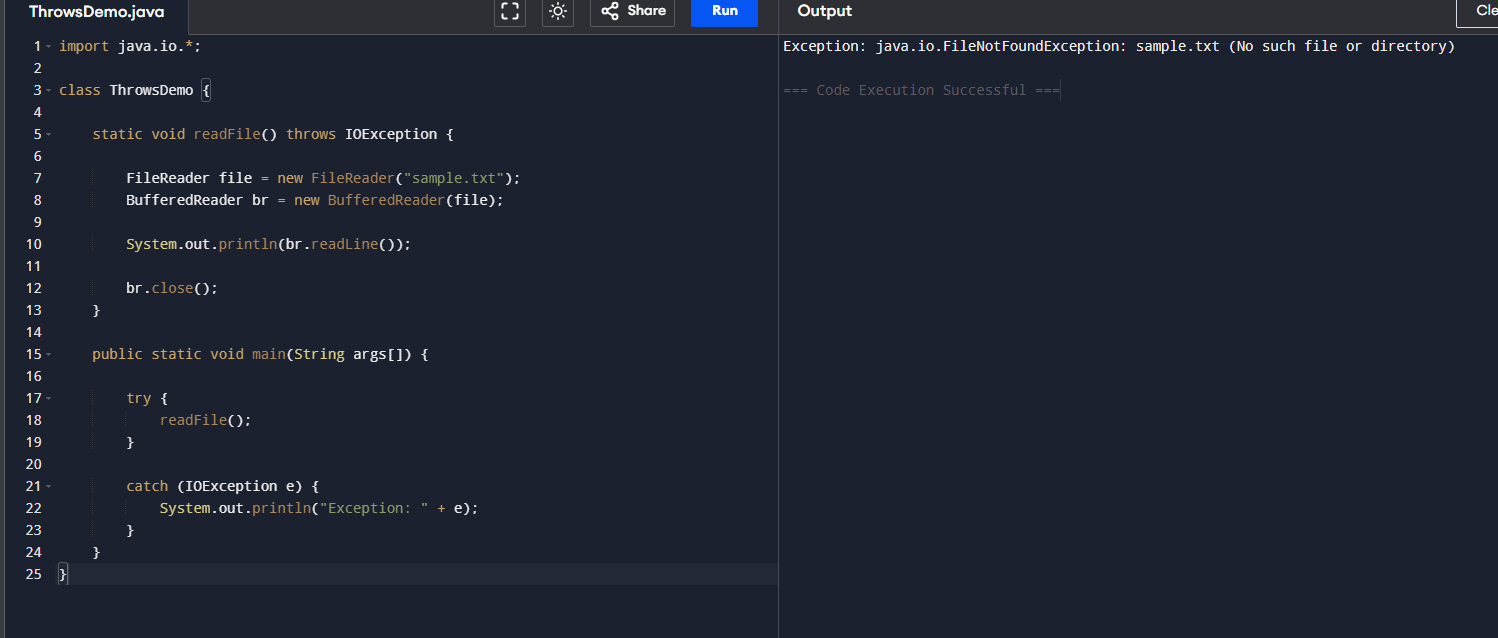 ThrowsDemo.java
Share
Run
Output
1 import java.io.*;
2
3 class ThrowsDemo {
4
5     static void readFile() throws IOException {
6
7         FileReader file = new FileReader("sample.txt");
8         BufferedReader br = new BufferedReader(file);
9
10         System.out.println(br.readLine());
11
12         br.close();
13     }
14
15     public static void main(String args[]) {
16
17         try {
18             readFile();
19         }
20
21         catch (IOException e) {
22             System.out.println("Exception: " + e);
23         }
24     }
25 }
Exception: java.io.FileNotFoundException: sample.txt (No such file or directory)
=== Code Execution Successful ===